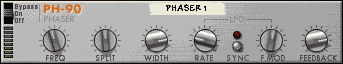 Bypass
On
Off
PH-90
PHASER
PHASER 1
LFO
FREQ
SPLIT
WIDTH
RATE
SYNC
F.MOD
FEEDBACK